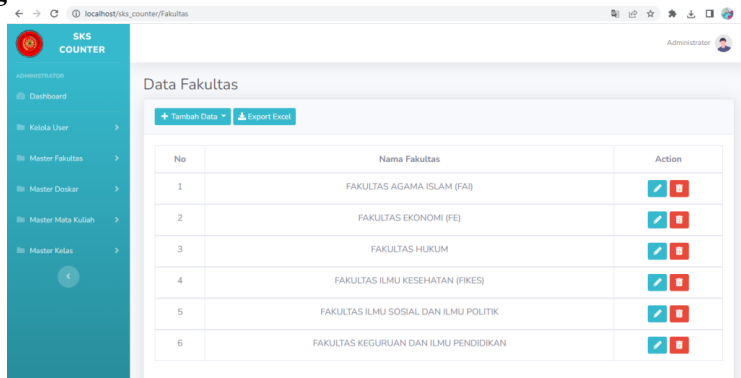 localhost/sks_counter/Fakultas
SKS
COUNTER
Administrator
ADMINISTRATOR
Dashboard
Kelola User
Master Fakultas
Master Doskar
Master Mata Kuliah
Master Kelas
Data Fakultas
Tambah Data
Export Excel
No Nama Fakultas Action
1 FAKULTAS AGAMA ISLAM (FAI)
2 FAKULTAS EKONOMI (FE)
3 FAKULTAS HUKUM
4 FAKULTAS ILMU KESEHATAN (FIKES)
5 FAKULTAS ILMU SOSIAL DAN ILMU POLITIK
6 FAKULTAS KEGURUAN DAN ILMU PENDIDIKAN